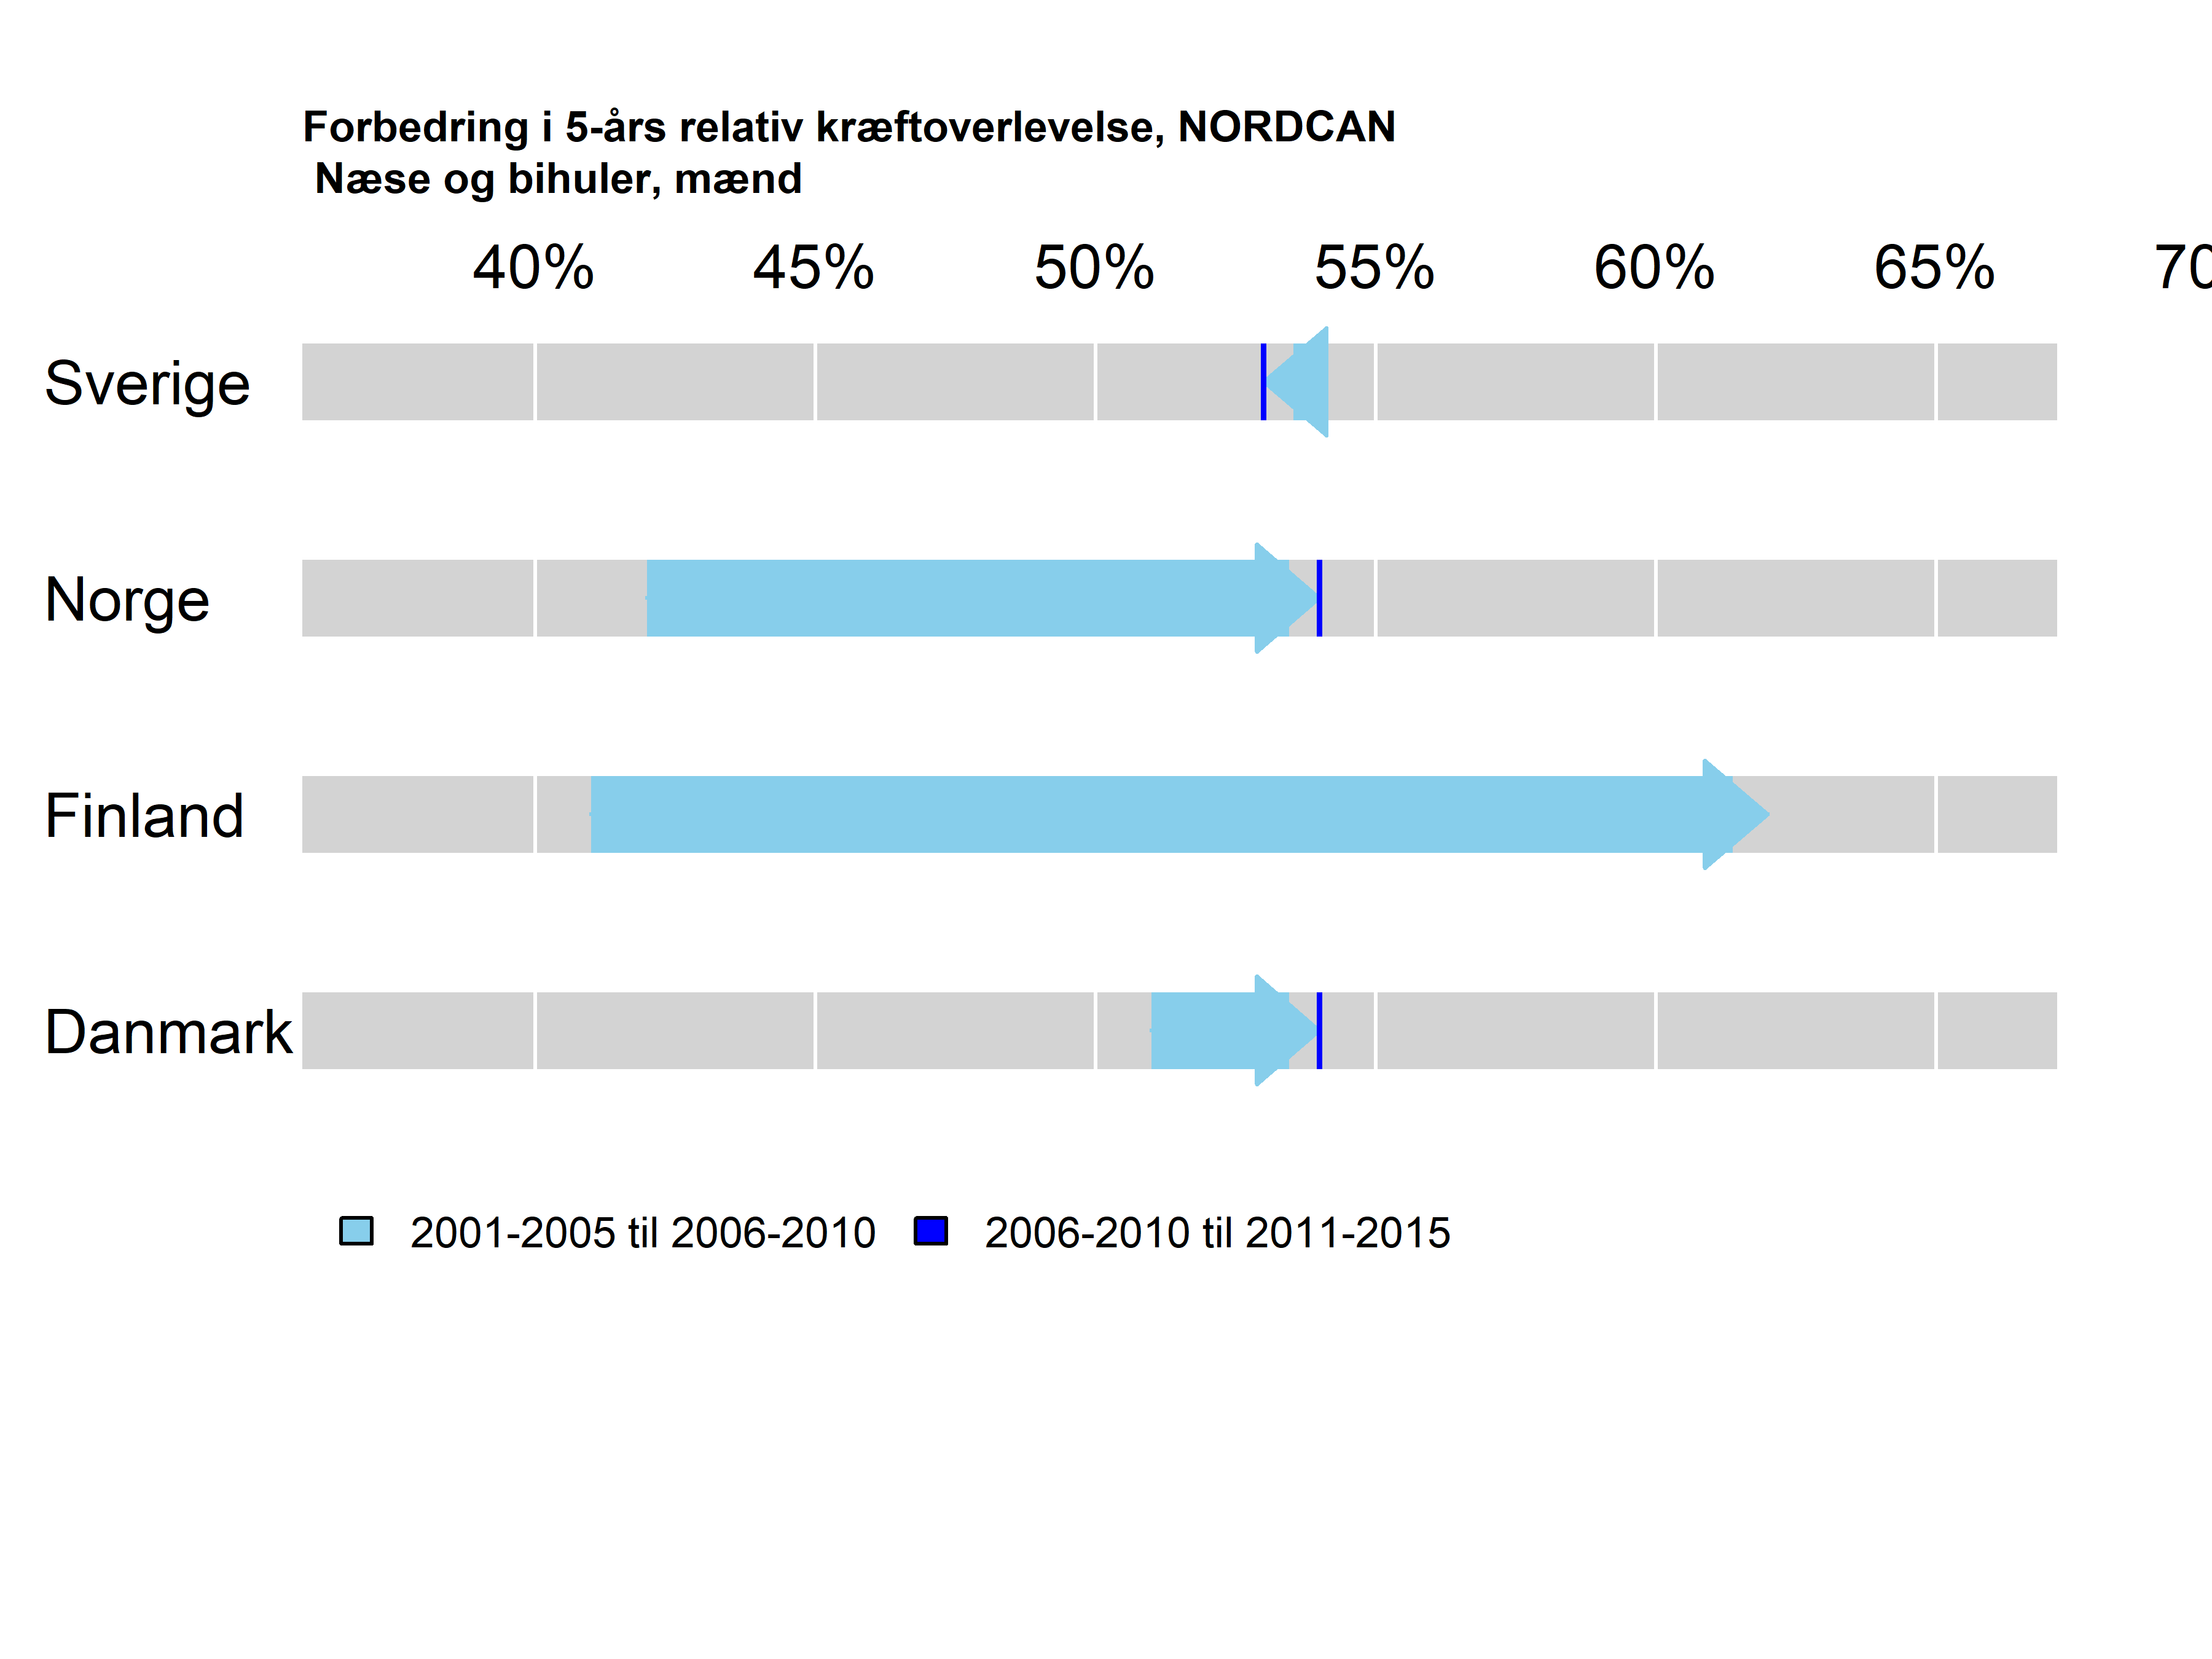 Forbedring i 5-års relativ kræftoverlevelse, NORDCAN
Næse og bihuler, mænd
40% 45% 50% 55% 60% 65% 70
Sverige
Norge
Finland
Danmark
2001-2005 til 2006-2010 2006-2010 til 2011-2015